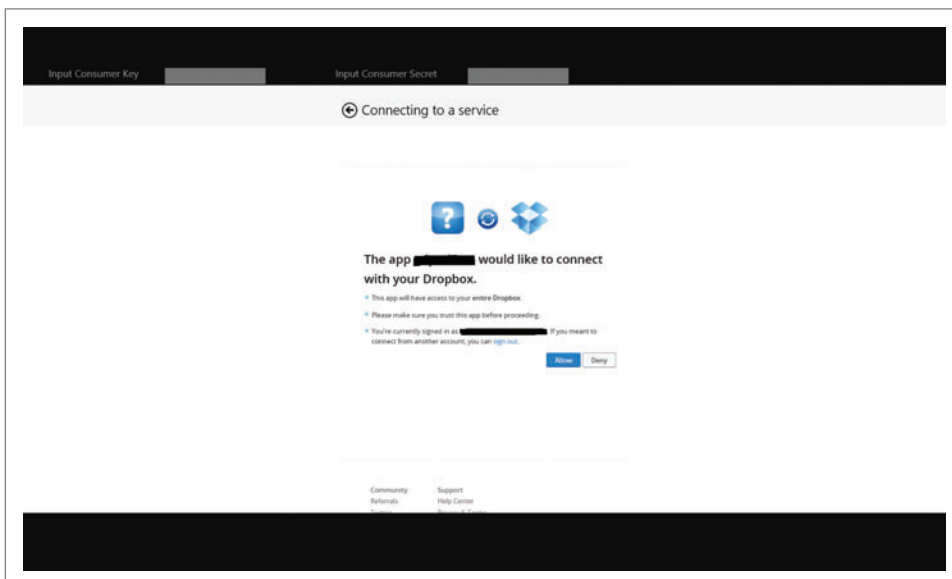 Input Consumer Key Input Consumer Secret
Connecting to a service
?
The app would like to connect
with your Dropbox.
This app will have access to your entire Dropbox.
Please make sure you trust this app before proceeding.
You're currently signed in as If you meant to
connect from another account, you can sign out.
Allow Deny
Community Support
Referrals Help Center